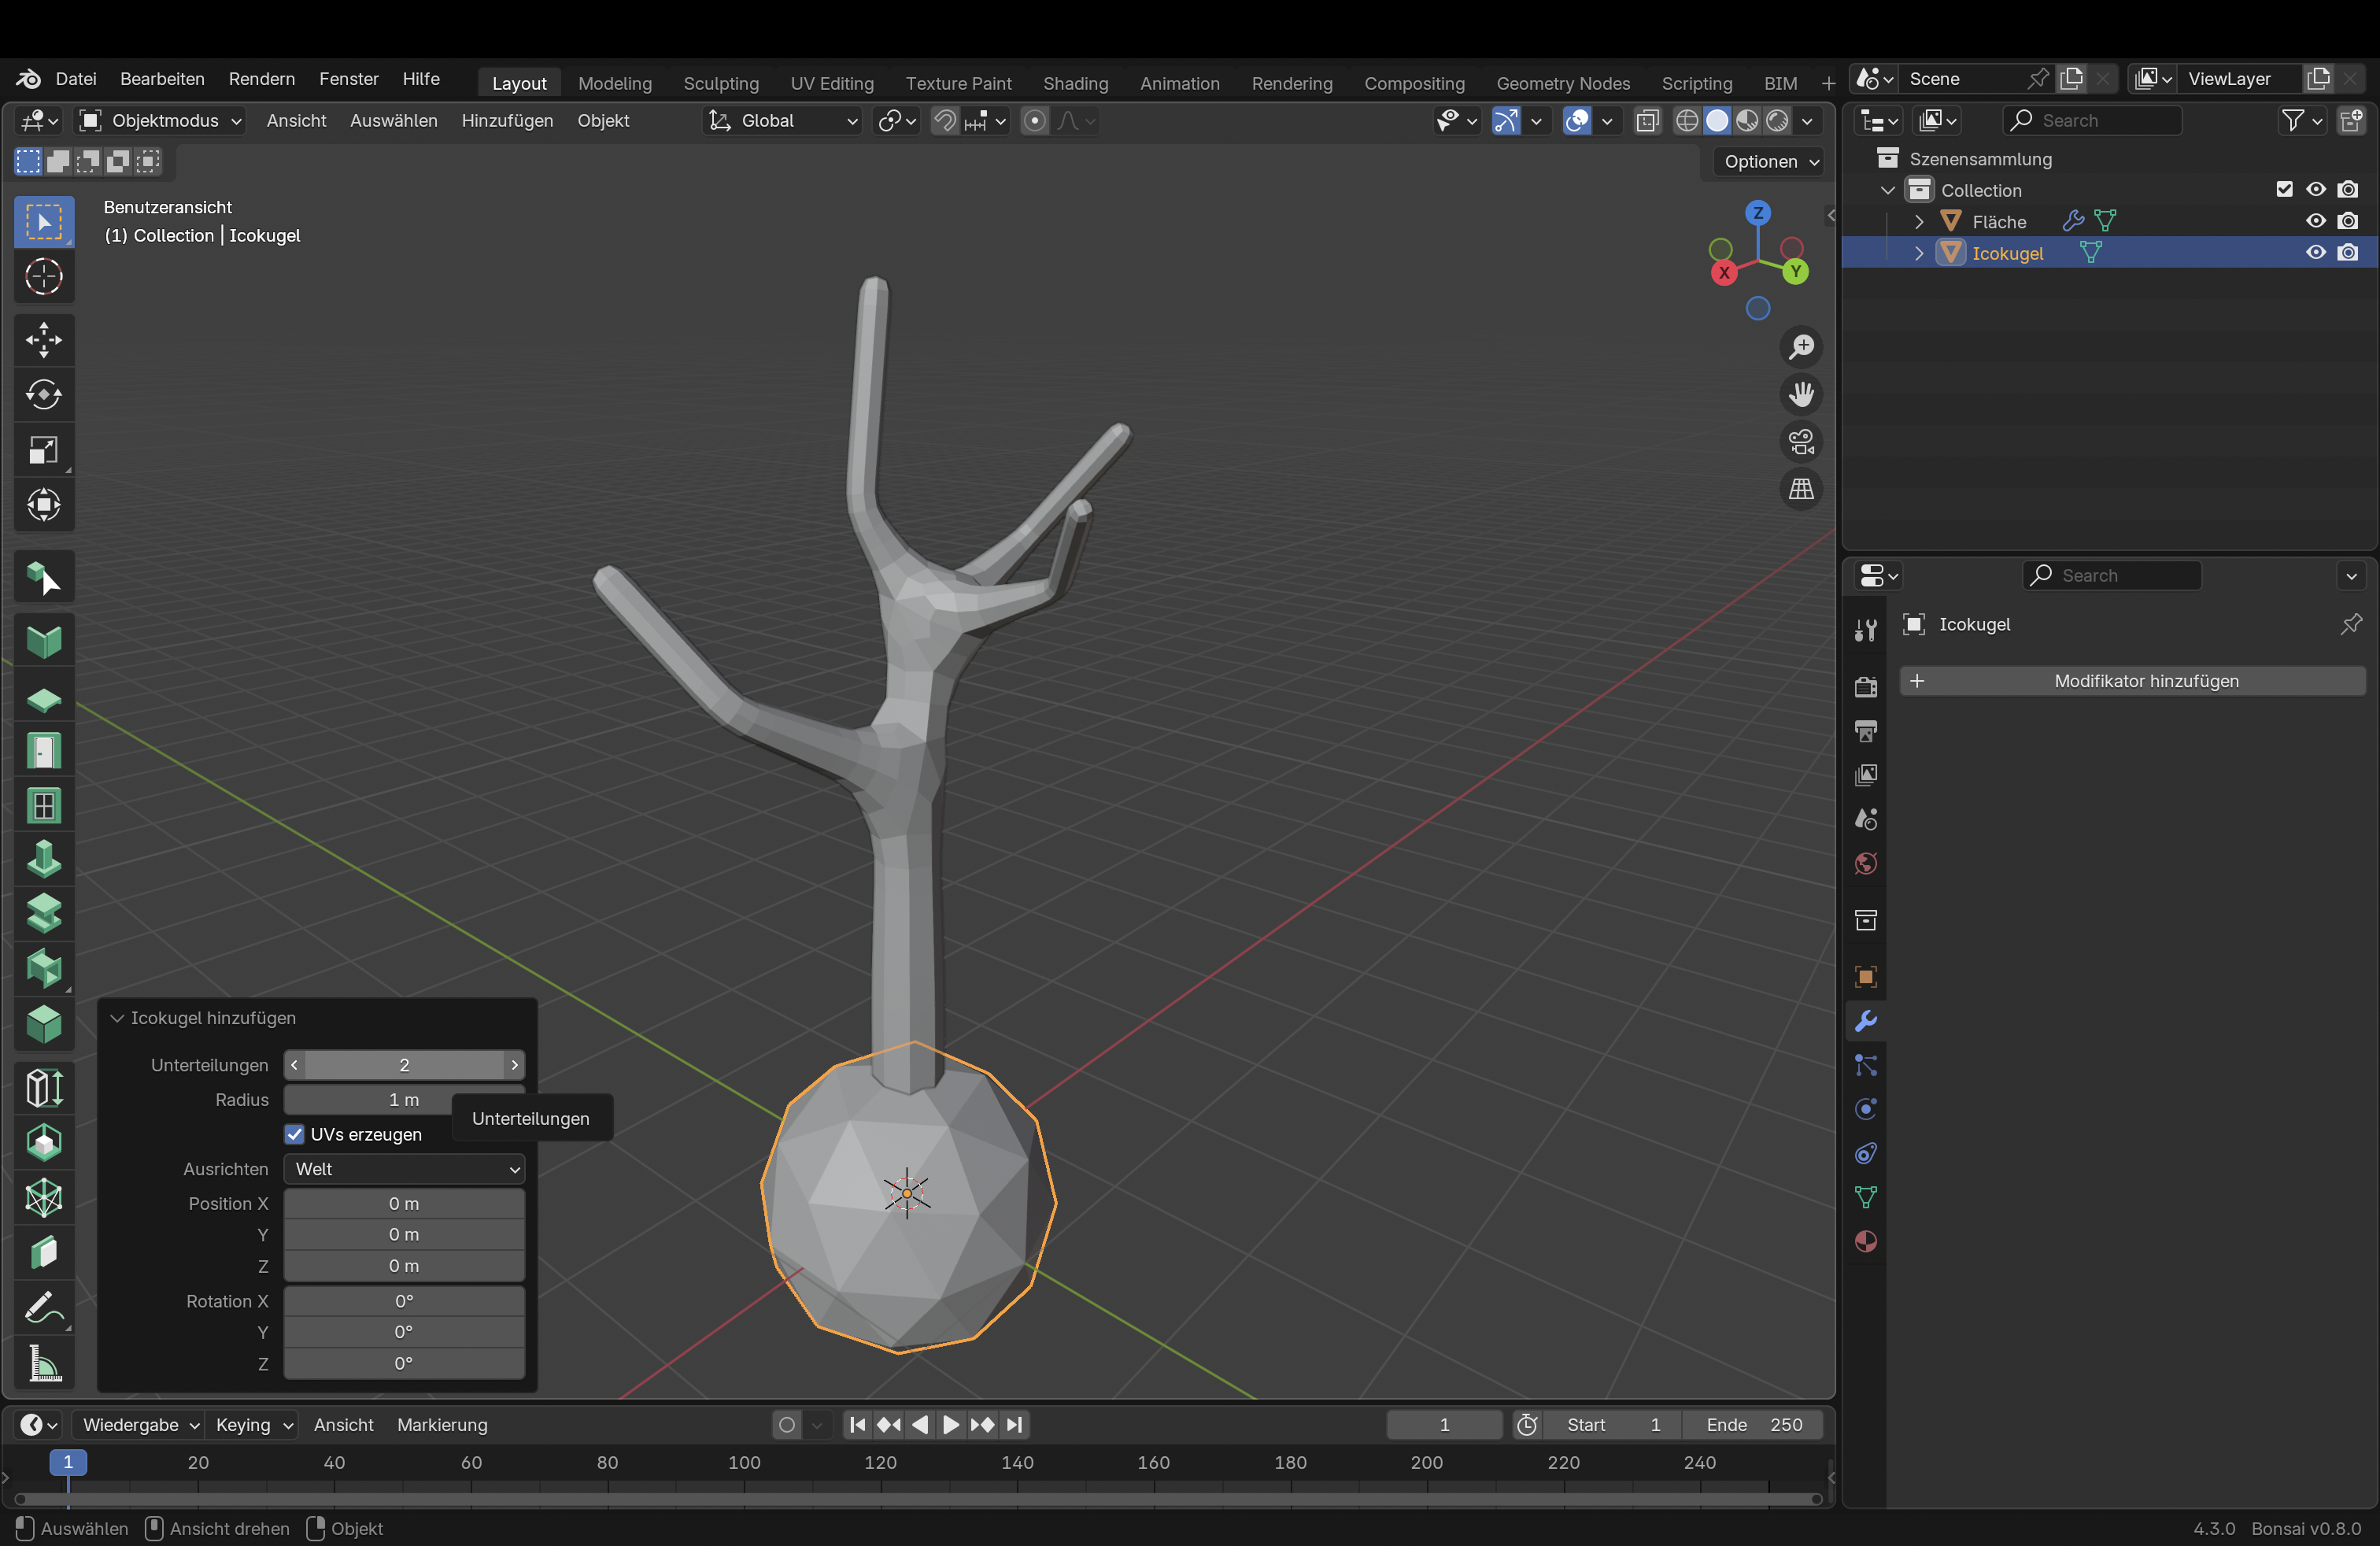 Datei Bearbeiten Rendern Fenster Hilfe Layout Modeling Sculpting UV Editing Texture Paint Shading Animation Rendering Compositing Geometry Nodes Scripting BIM + Scene ViewLayer
Objektmodus Ansicht Auswählen Hinzufügen Objekt Global Search
Optionen
Benutzeransicht
(1) Collection | Icokugel
Z
X
Y
Szenensammlung
Collection
Fläche
Icokugel
Search
Icokugel
+ Modifikator hinzufügen
Icokugel hinzufügen
Unterteilungen 2
Radius 1 m
Unterteilungen
UVs erzeugen
Ausrichten Welt
Position X 0 m
Y 0 m
Z 0 m
Rotation X 0°
Y 0°
Z 0°
Wiedergabe Keying Ansicht Markierung 1 Start 1 Ende 250
1 20 40 60 80 100 120 140 160 180 200 220 240
Auswählen Ansicht drehen Objekt 4.3.0 Bonsai v0.8.0